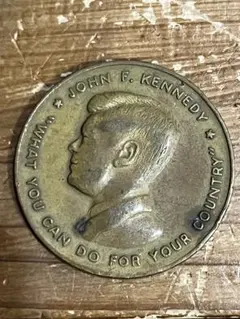 ★ JOHN F. KENNEDY ★
"WHAT YOU CAN DO FOR YOUR COUNTRY"